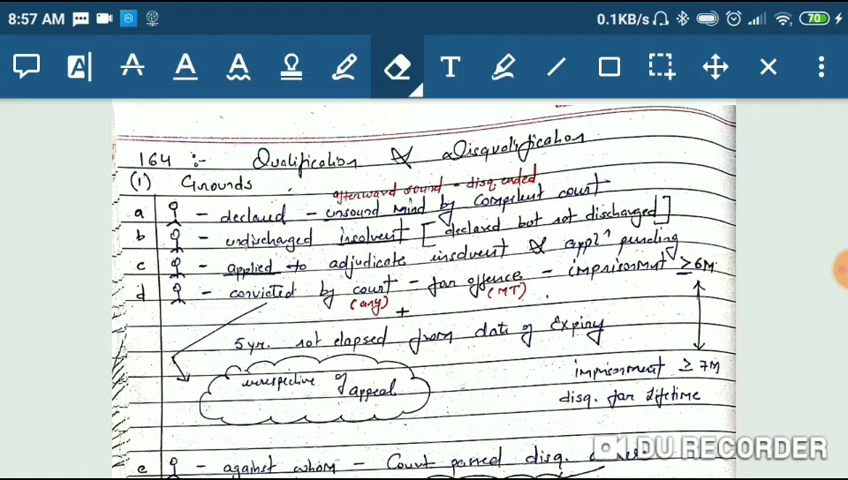 8:57 AM 0.1KB/s 70
A A A A T
164 :- Qualification & Disqualification
(1) Grounds
afterward sound - disq. ended
a - declared - unsound mind by competent court
b - undischarged insolvent [declared but not discharged]
c - applied to adjudicate insolvent & appln pending
d - convicted by court - for offence - imprisonment ≥ 6M
(any) + (MT)
5yr. not elapsed from date of Expiry
irrespective of appeal
imprisonment ≥ 7M
disq. for lifetime
DU RECORDER
e - against whom - Court passed disq.